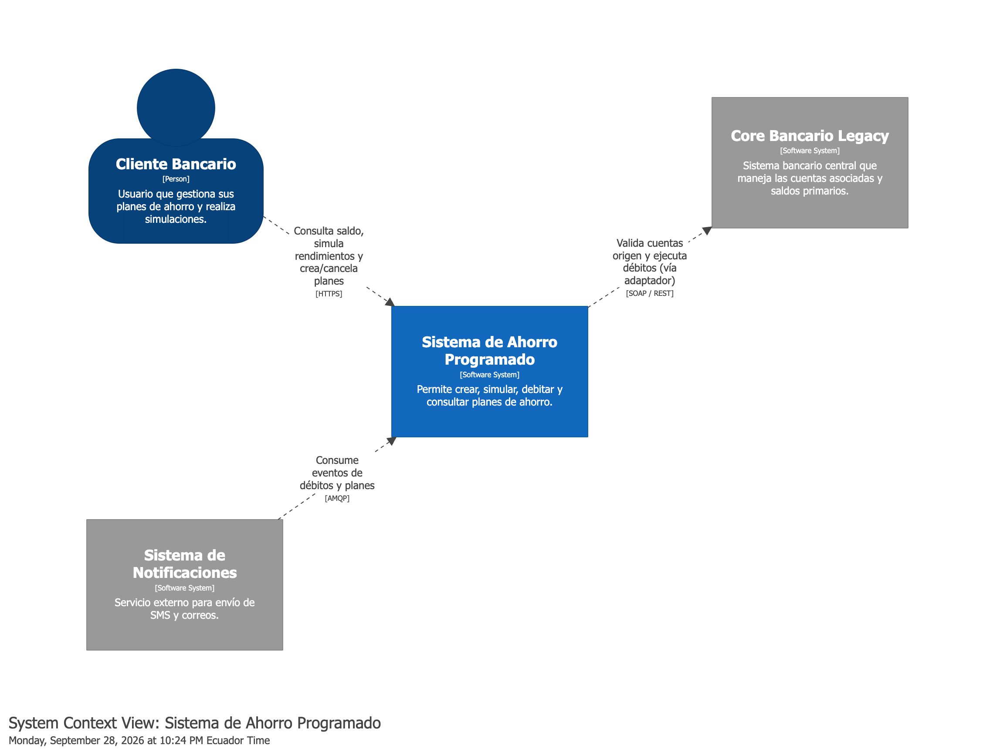 Cliente Bancario
[Person]
Usuario que gestiona sus
planes de ahorro y realiza
simulaciones.
Core Bancario Legacy
[Software System]
Sistema bancario central que
maneja las cuentas asociadas y
saldos primarios.
Consulta saldo,
simula
rendimientos y
crea/cancela
planes
[HTTPS]
Valida cuentas
origen y ejecuta
débitos (vía
adaptador)
[SOAP / REST]
Sistema de Ahorro
Programado
[Software System]
Permite crear, simular, debitar y
consultar planes de ahorro.
Consume
eventos de
débitos y planes
[AMQP]
Sistema de
Notificaciones
[Software System]
Servicio externo para envío de
SMS y correos.
System Context View: Sistema de Ahorro Programado
Monday, September 28, 2026 at 10:24 PM Ecuador Time